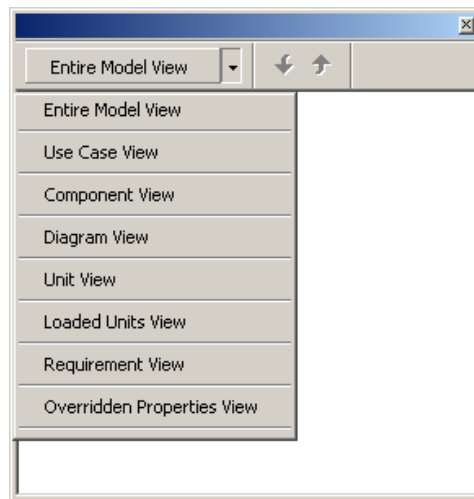 Entire Model View
Entire Model View
Use Case View
Component View
Diagram View
Unit View
Loaded Units View
Requirement View
Overridden Properties View